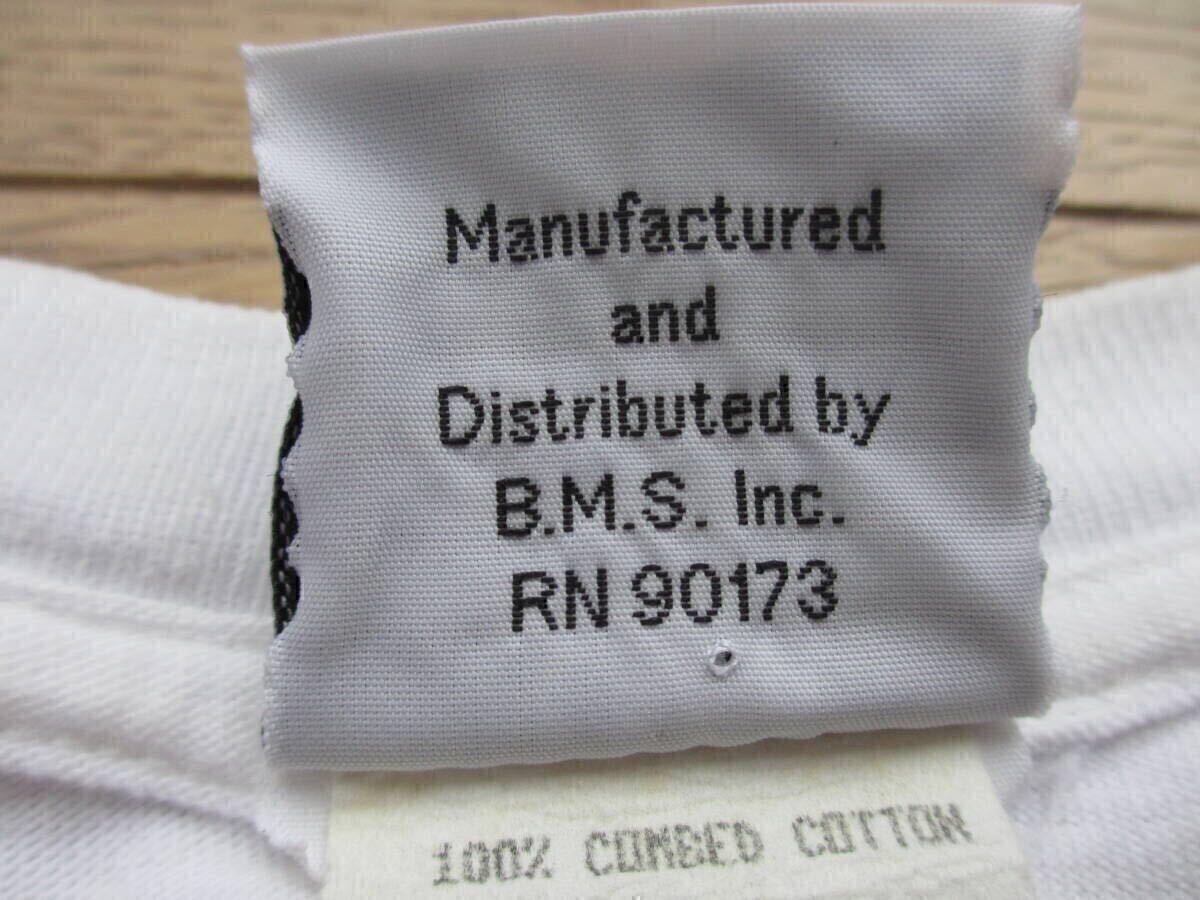 Manufactured
and
Distributed by
B.M.S. Inc.
RN 90173
100% COMBED COTTON